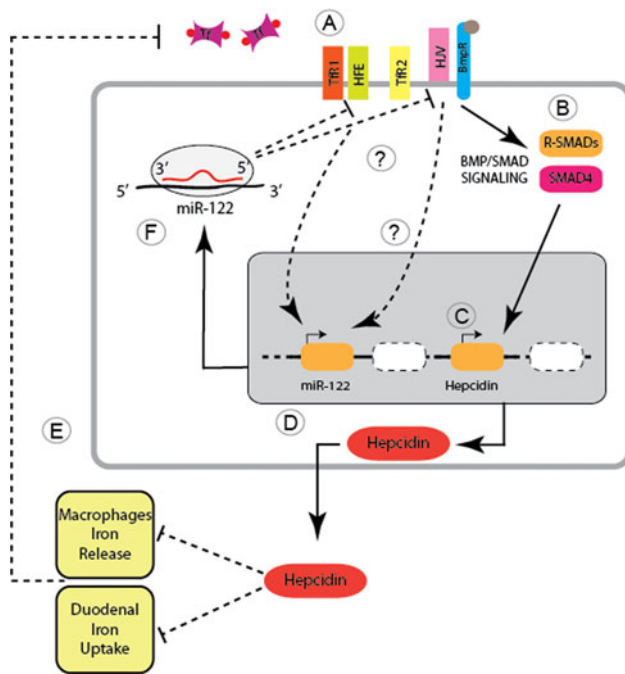 Tf
Tf
A
TfR1
HFE
TfR2
HJV
BmpR
B
R-SMADs
SMAD4
BMP/SMAD
SIGNALING
?
3′
5′
5′
3′
miR-122
F
?
C
miR-122
Hepcidin
D
Hepcidin
E
Macrophages
Iron
Release
Hepcidin
Duodenal
Iron
Uptake